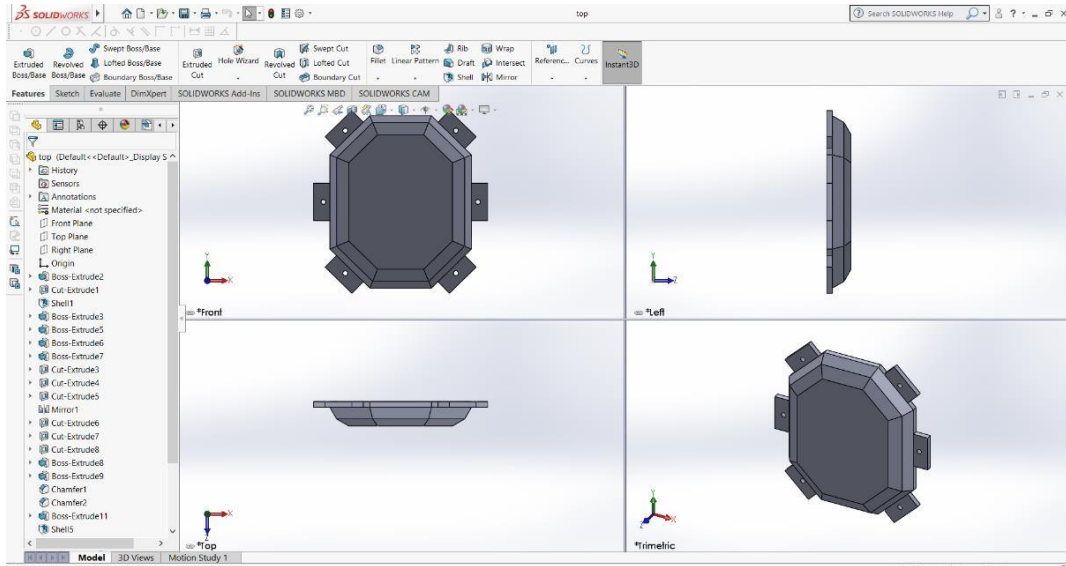 SOLIDWORKS top Search SOLIDWORKS Help ?
Extruded Boss/Base
Revolved Boss/Base
Swept Boss/Base
Lofted Boss/Base
Boundary Boss/Base
Extruded Cut
Hole Wizard
Revolved Cut
Swept Cut
Lofted Cut
Boundary Cut
Fillet
Linear Pattern
Rib
Draft
Shell
Wrap
Intersect
Mirror
Referenc...
Curves
Instant3D
Features Sketch Evaluate DimXpert SOLIDWORKS Add-Ins SOLIDWORKS MBD SOLIDWORKS CAM
top (Default<<Default>_Display S
History
Sensors
Annotations
Material <not specified>
Front Plane
Top Plane
Right Plane
Origin
Boss-Extrude2
Cut-Extrude1
Shell1
Boss-Extrude3
Boss-Extrude5
Boss-Extrude6
Boss-Extrude7
Cut-Extrude3
Cut-Extrude4
Cut-Extrude5
Mirror1
Cut-Extrude6
Cut-Extrude7
Cut-Extrude8
Boss-Extrude8
Boss-Extrude9
Chamfer1
Chamfer2
Boss-Extrude11
Shell5
Y
X
*Front
Y
Z
*Left
X
Z
*Top
Y
X
Z
*Trimetric
Model 3D Views Motion Study 1